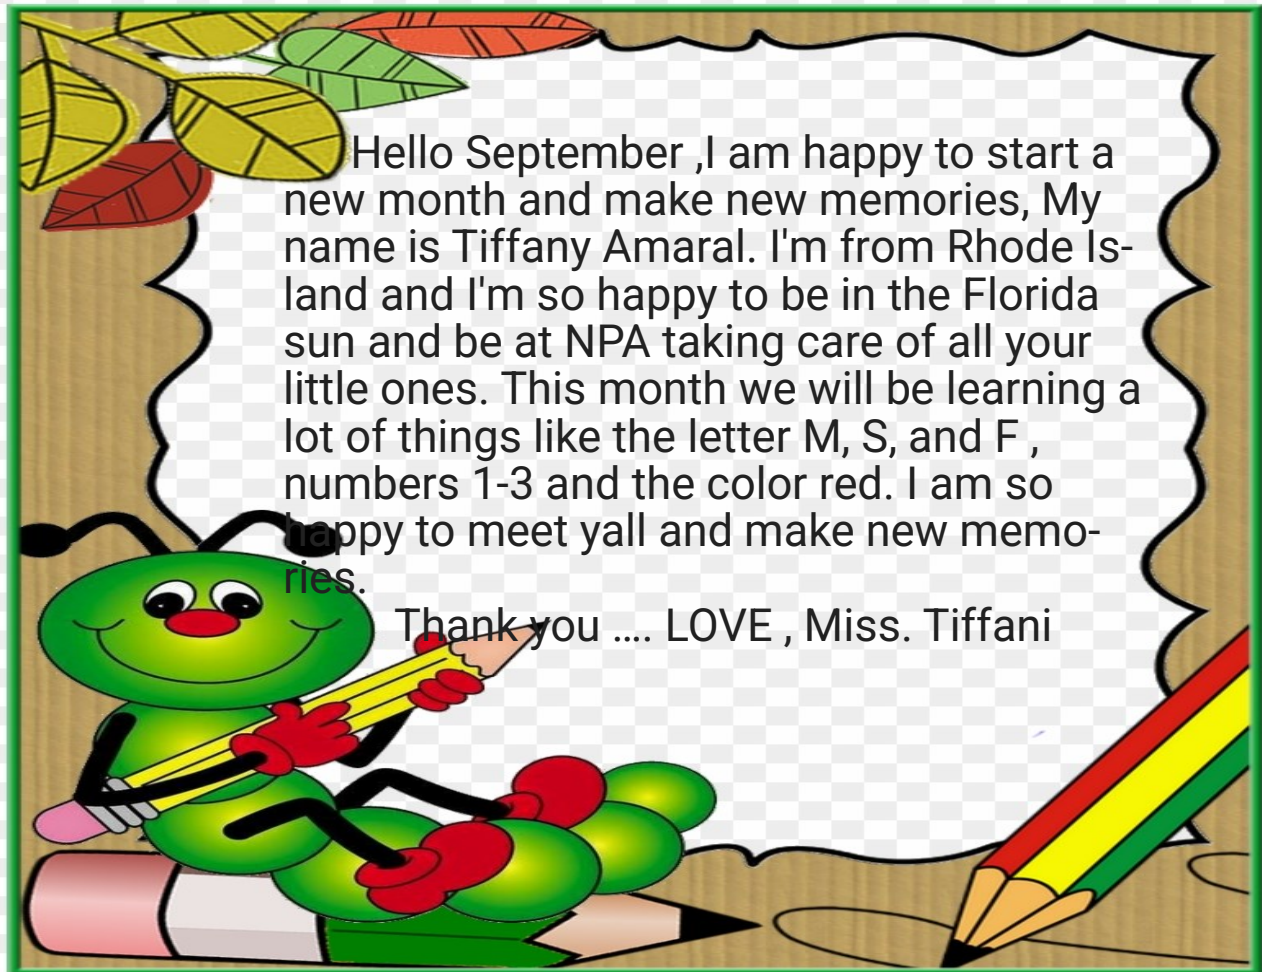 Hello September ,I am happy to start a
new month and make new memories, My
name is Tiffany Amaral. I'm from Rhode Is-
land and I'm so happy to be in the Florida
sun and be at NPA taking care of all your
little ones. This month we will be learning a
lot of things like the letter M, S, and F ,
numbers 1-3 and the color red. I am so
happy to meet yall and make new memo-
ries.
Thank you .... LOVE , Miss. Tiffani